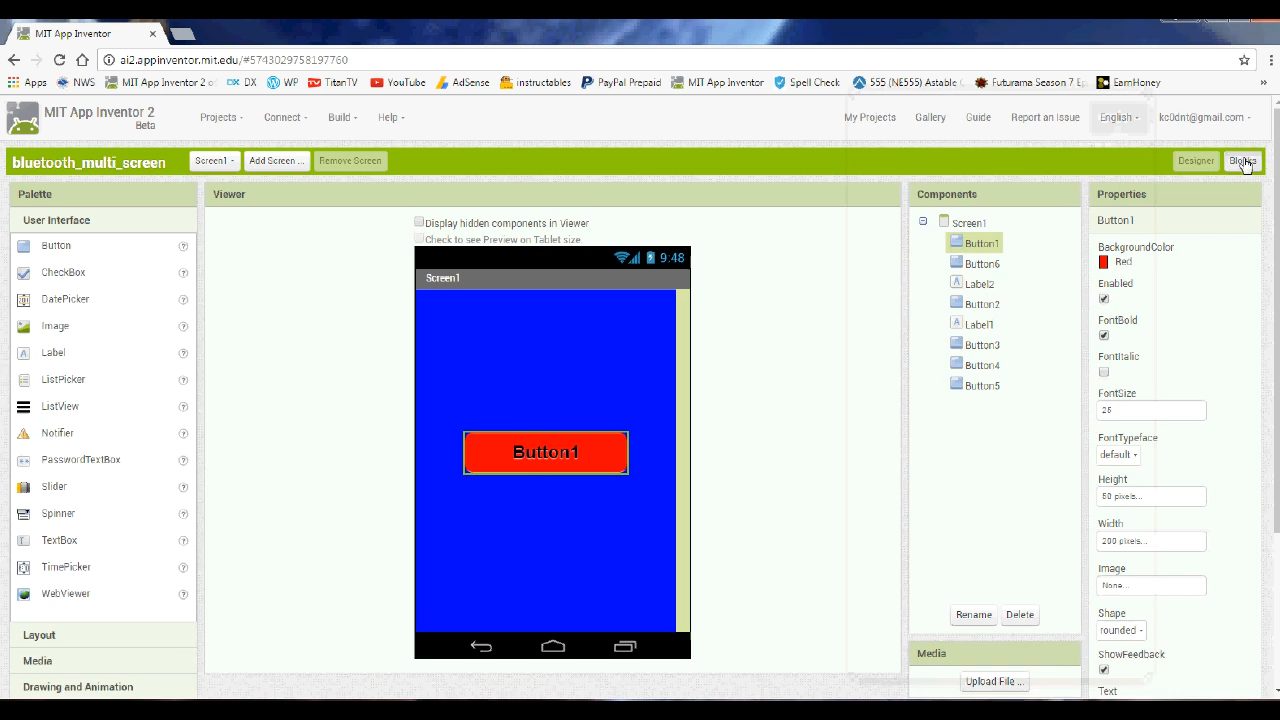 MIT App Inventor
ai2.appinventor.mit.edu/#5743029758197760
Apps NWS MIT App Inventor 2 DX DX WP TitanTV YouTube AdSense instructables PayPal Prepaid MIT App Inventor Spell Check 555 (NE555) Astable Futurama Season 7 EarnHoney »
MIT App Inventor 2
Beta
Projects Connect Build Help My Projects Gallery Guide Report an Issue English kc0dnt@gmail.com
bluetooth_multi_screen Screen1 Add Screen ... Remove Screen Designer
Palette Viewer Components Properties
User Interface
Button
CheckBox
DatePicker
Image
Label
ListPicker
ListView
Notifier
PasswordTextBox
Slider
Spinner
TextBox
TimePicker
WebViewer
Layout
Media
Drawing and Animation
Display hidden components in Viewer
Check to see Preview on Tablet size.
9:48
Screen1
Button1
Screen1
Button1
Button6
Label2
Button2
Label1
Button3
Button4
Button5
Rename Delete
Media
Upload File ...
Button1
BackgroundColor
Red
Enabled
FontBold
FontItalic
FontSize
25
FontTypeface
default
Height
50 pixels...
Width
200 pixels...
Image
None...
Shape
rounded
ShowFeedback
Text